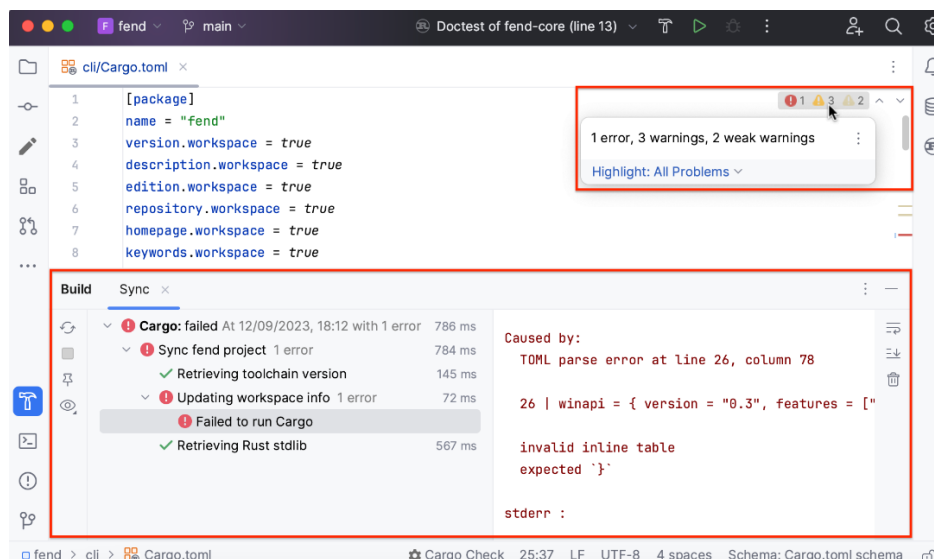 F fend main Doctest of fend-core (line 13)
cli/Cargo.toml
1 [package]
1 3 2
2 name = "fend"
3 version.workspace = true
1 error, 3 warnings, 2 weak warnings
4 description.workspace = true
Highlight: All Problems
5 edition.workspace = true
6 repository.workspace = true
7 homepage.workspace = true
8 keywords.workspace = true
Build Sync
Cargo: failed At 12/09/2023, 18:12 with 1 error 786 ms
Sync fend project 1 error 784 ms
Retrieving toolchain version 145 ms
Updating workspace info 1 error 72 ms
Failed to run Cargo
Retrieving Rust stdlib 567 ms
Caused by:
TOML parse error at line 26, column 78
26 | winapi = { version = "0.3", features = ["
invalid inline table
expected `}`
stderr :
fend > cli > Cargo.toml Cargo Check 25:37 LF UTF-8 4 spaces Schema: Cargo.toml schema